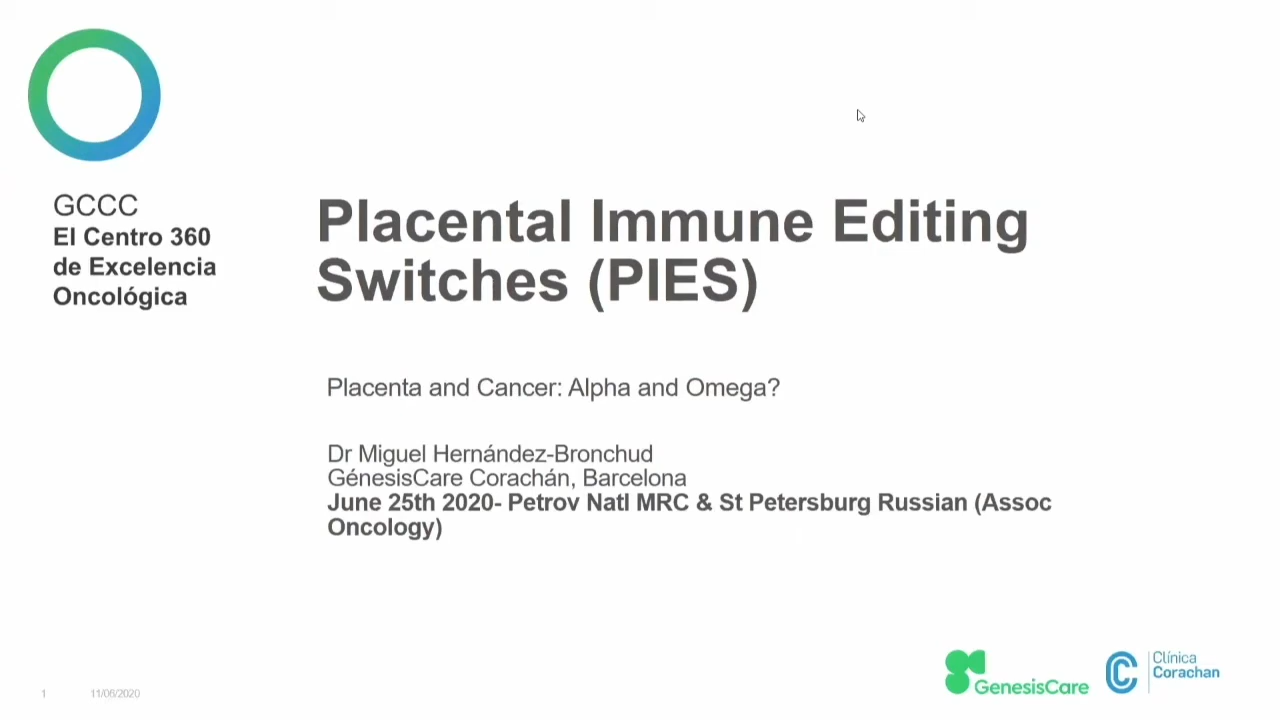 GCCC
El Centro 360
de Excelencia
Oncológica
Placental Immune Editing
Switches (PIES)
Placenta and Cancer: Alpha and Omega?
Dr Miguel Hernández-Bronchud
GénesisCare Corachán, Barcelona
June 25th 2020- Petrov Natl MRC & St Petersburg Russian (Assoc
Oncology)
1
11/06/2020
GenesisCare
Clínica
Corachan